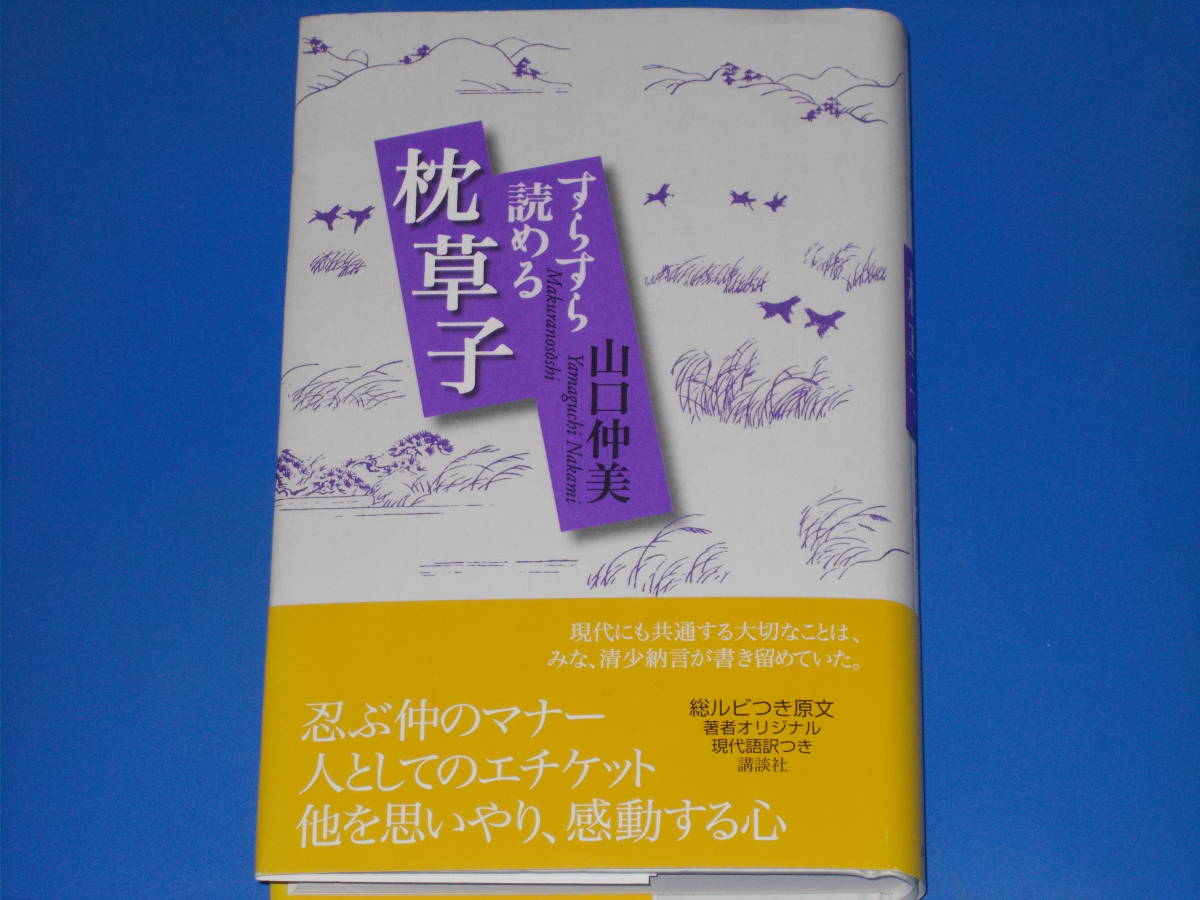 すらすら
読める
枕草子
Makuranosōshi
山口仲美
Yamaguchi Nakami
現代にも共通する大切なことは、
みな、清少納言が書き留めていた。
忍ぶ仲のマナー
人としてのエチケット
他を思いやり、感動する心
総ルビつき原文
著者オリジナル
現代語訳つき
講談社